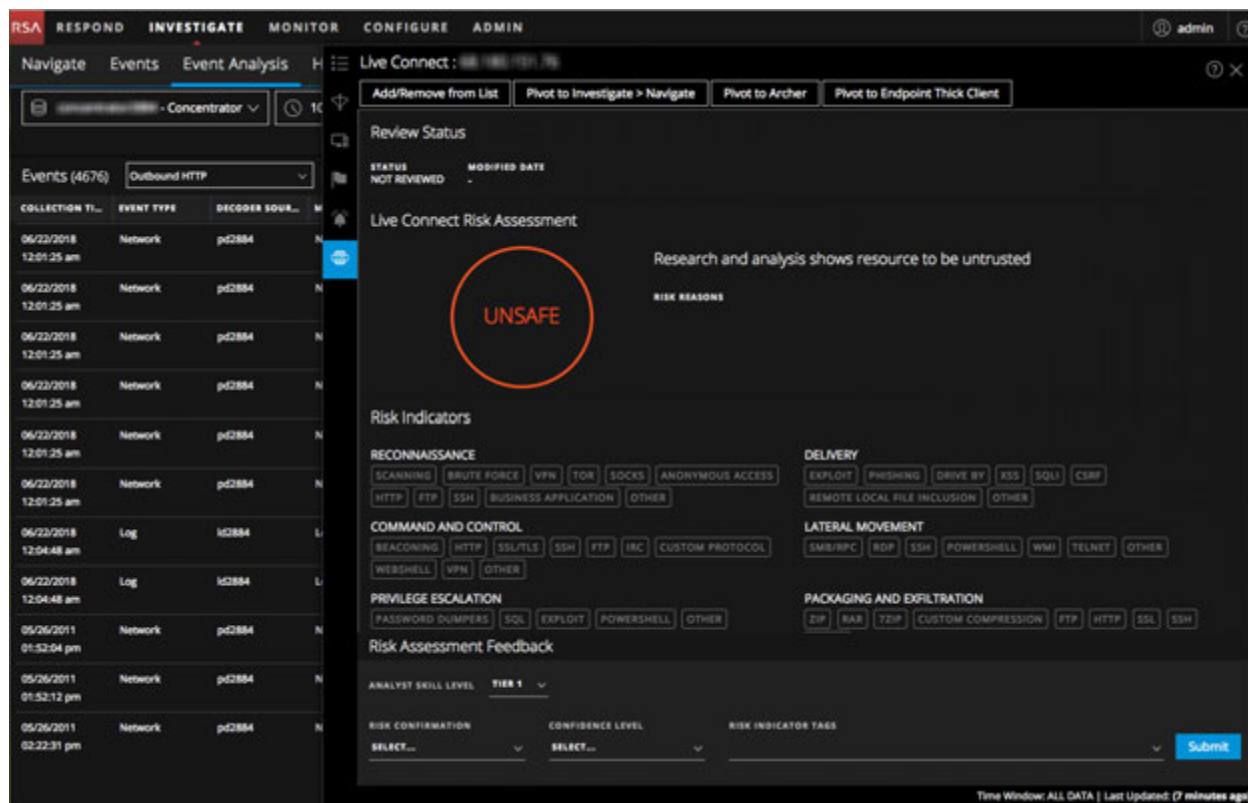 RSA RESPOND INVESTIGATE MONITOR CONFIGURE ADMIN admin
Navigate Events Event Analysis H
- Concentrator
10
Events (4676) Outbound HTTP
COLLECTION TI... EVENT TYPE DECODER SOUR... M
06/22/2018 Network pd2884 N
12:01:25 am
06/22/2018 Network pd2884 N
12:01:25 am
06/22/2018 Network pd2884 N
12:01:25 am
06/22/2018 Network pd2884 N
12:01:25 am
06/22/2018 Network pd2884 N
12:01:25 am
06/22/2018 Network pd2884 N
12:01:25 am
06/22/2018 Log ld2884 L
12:04:48 am
06/22/2018 Log ld2884 L
12:04:48 am
05/26/2011 Network pd2884 N
01:52:04 pm
05/26/2011 Network pd2884 N
01:52:12 pm
05/26/2011 Network pd2884 N
02:22:31 pm
Live Connect :
Add/Remove from List Pivot to Investigate > Navigate Pivot to Archer Pivot to Endpoint Thick Client
Review Status
STATUS MODIFIED DATE
NOT REVIEWED -
Live Connect Risk Assessment
UNSAFE
Research and analysis shows resource to be untrusted
RISK REASONS
Risk Indicators
RECONNAISSANCE
SCANNING BRUTE FORCE VPN TOR SOCKS ANONYMOUS ACCESS
HTTP FTP SSH BUSINESS APPLICATION OTHER
DELIVERY
EXPLOIT PHISHING DRIVE BY XSS SQLI CSRF
REMOTE LOCAL FILE INCLUSION OTHER
COMMAND AND CONTROL
BEACONING HTTP SSL/TLS SSH FTP IRC CUSTOM PROTOCOL
WEBSHELL VPN OTHER
LATERAL MOVEMENT
SMB/RPC RDP SSH POWERSHELL WMI TELNET OTHER
PRIVILEGE ESCALATION
PASSWORD DUMPERS SQL EXPLOIT POWERSHELL OTHER
PACKAGING AND EXFILTRATION
ZIP RAR 7ZIP CUSTOM COMPRESSION FTP HTTP SSL SSH
Risk Assessment Feedback
ANALYST SKILL LEVEL TIER 1
RISK CONFIRMATION CONFIDENCE LEVEL RISK INDICATOR TAGS
SELECT... SELECT... Submit
Time Window: ALL DATA | Last Updated: (7 minutes ago